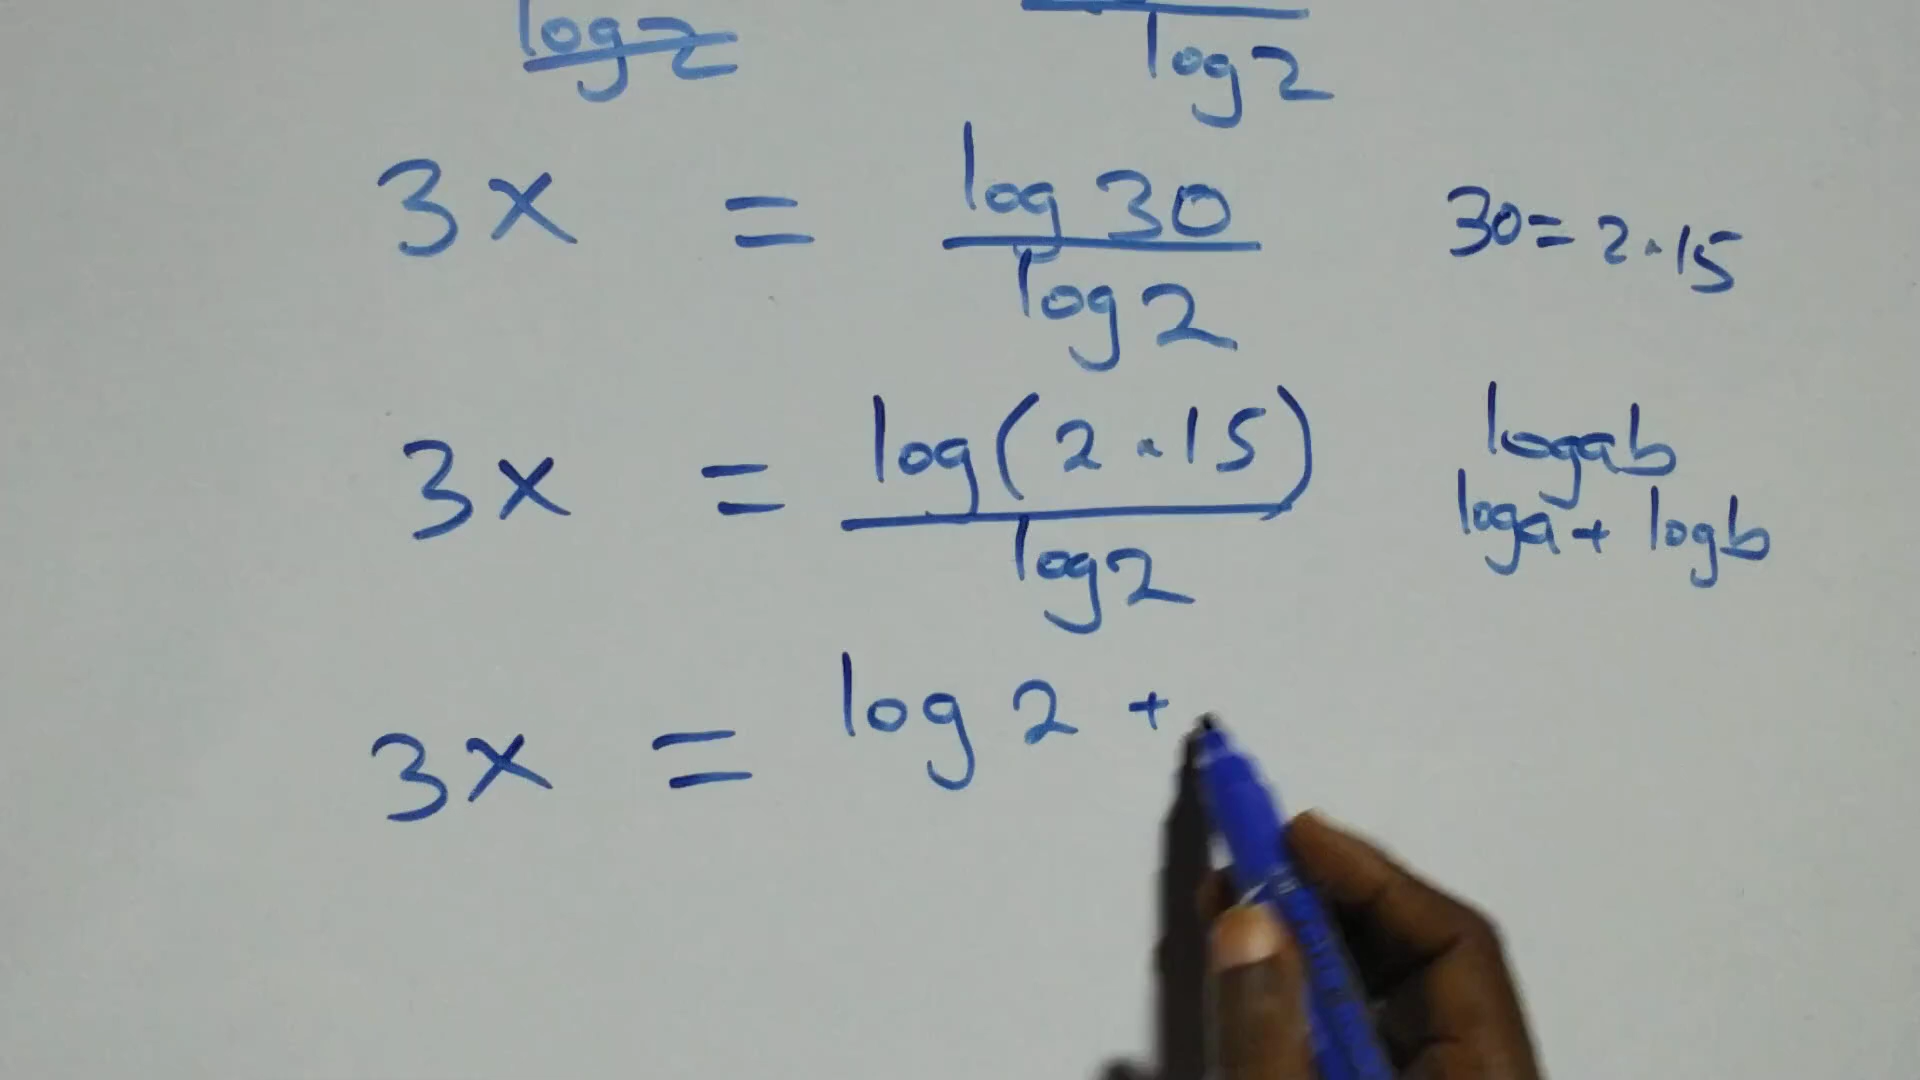 log2 log2
3x = log 30 / log 2
30 = 2·15
3x = log(2·15) / log2
logab
loga + logb
3x = log 2 +